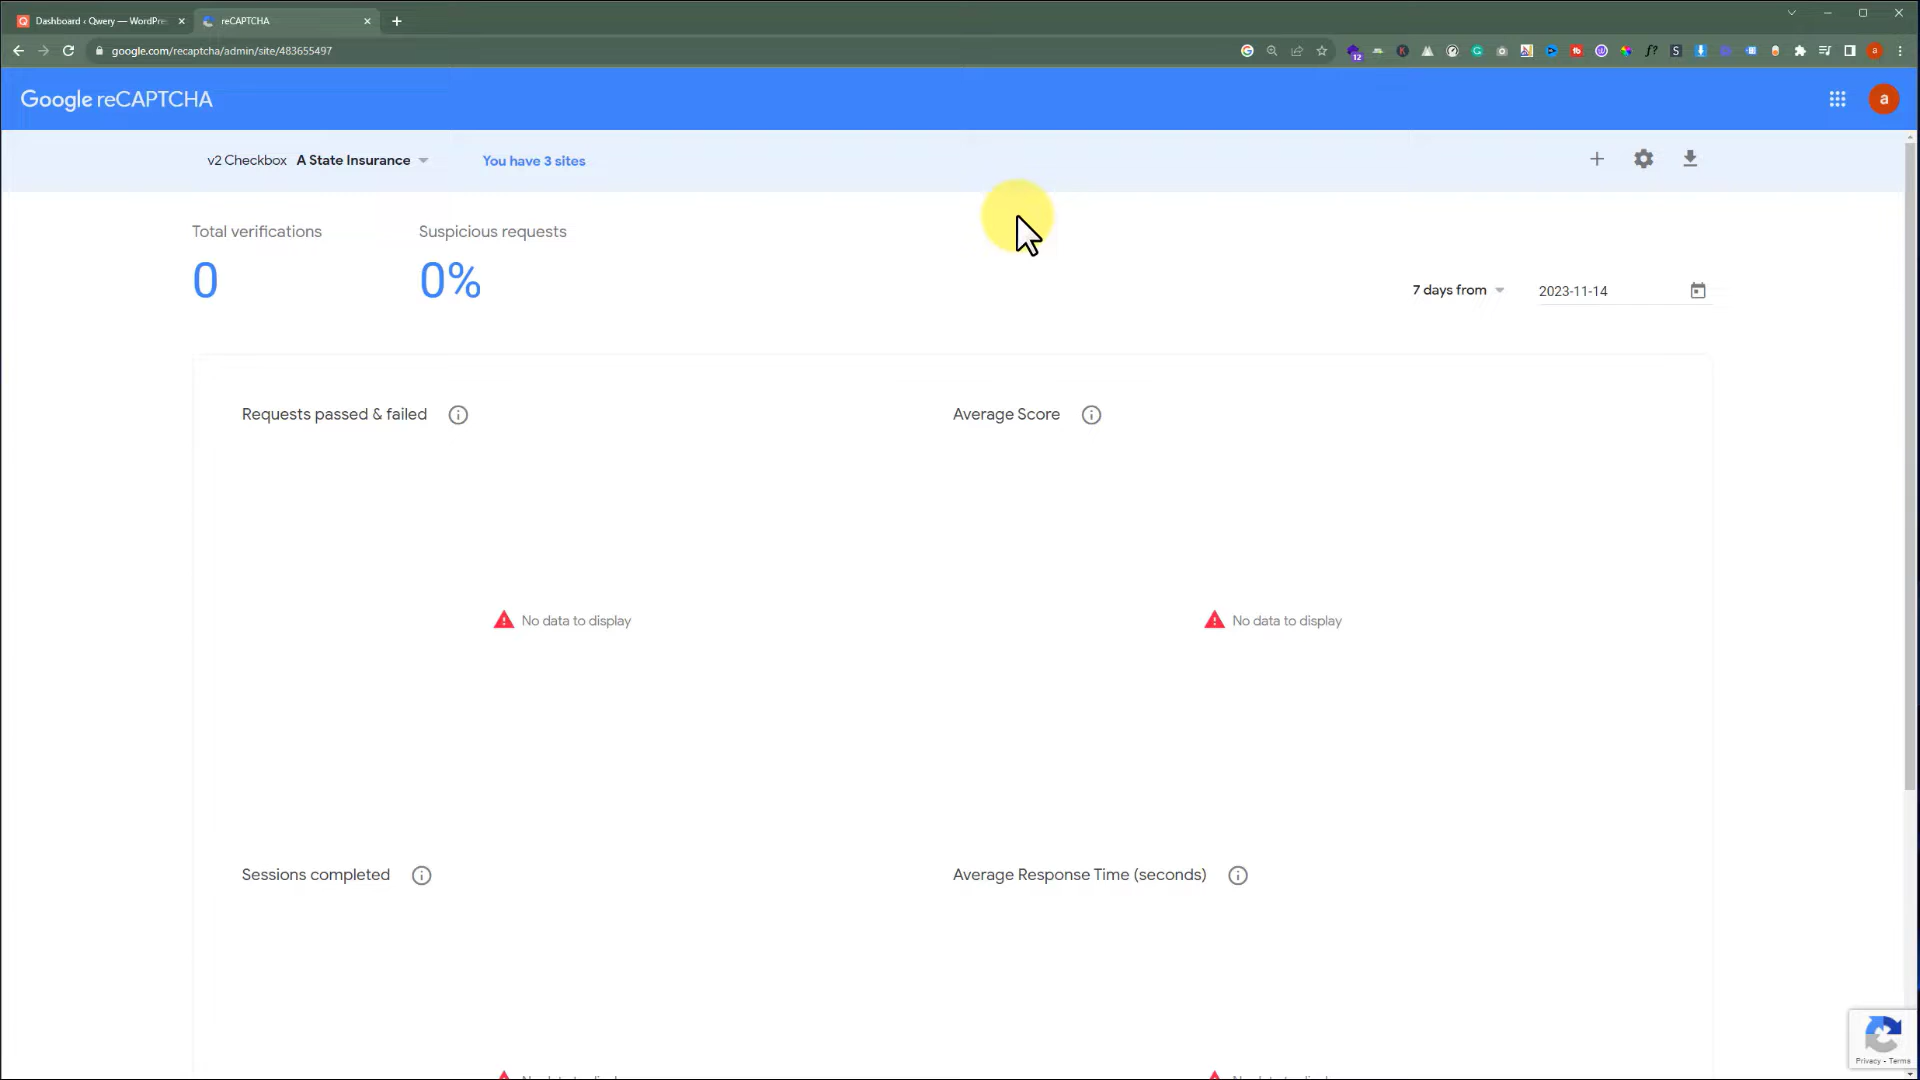 Dashboard ‹ Qwery — WordPre
reCAPTCHA
google.com/recaptcha/admin/site/483655497
12
a
Google reCAPTCHA
a
v2 Checkbox A State Insurance
You have 3 sites
Total verifications
Suspicious requests
0
0%
7 days from
2023-11-14
Requests passed & failed
Average Score
No data to display
No data to display
Sessions completed
Average Response Time (seconds)
Privacy - Terms